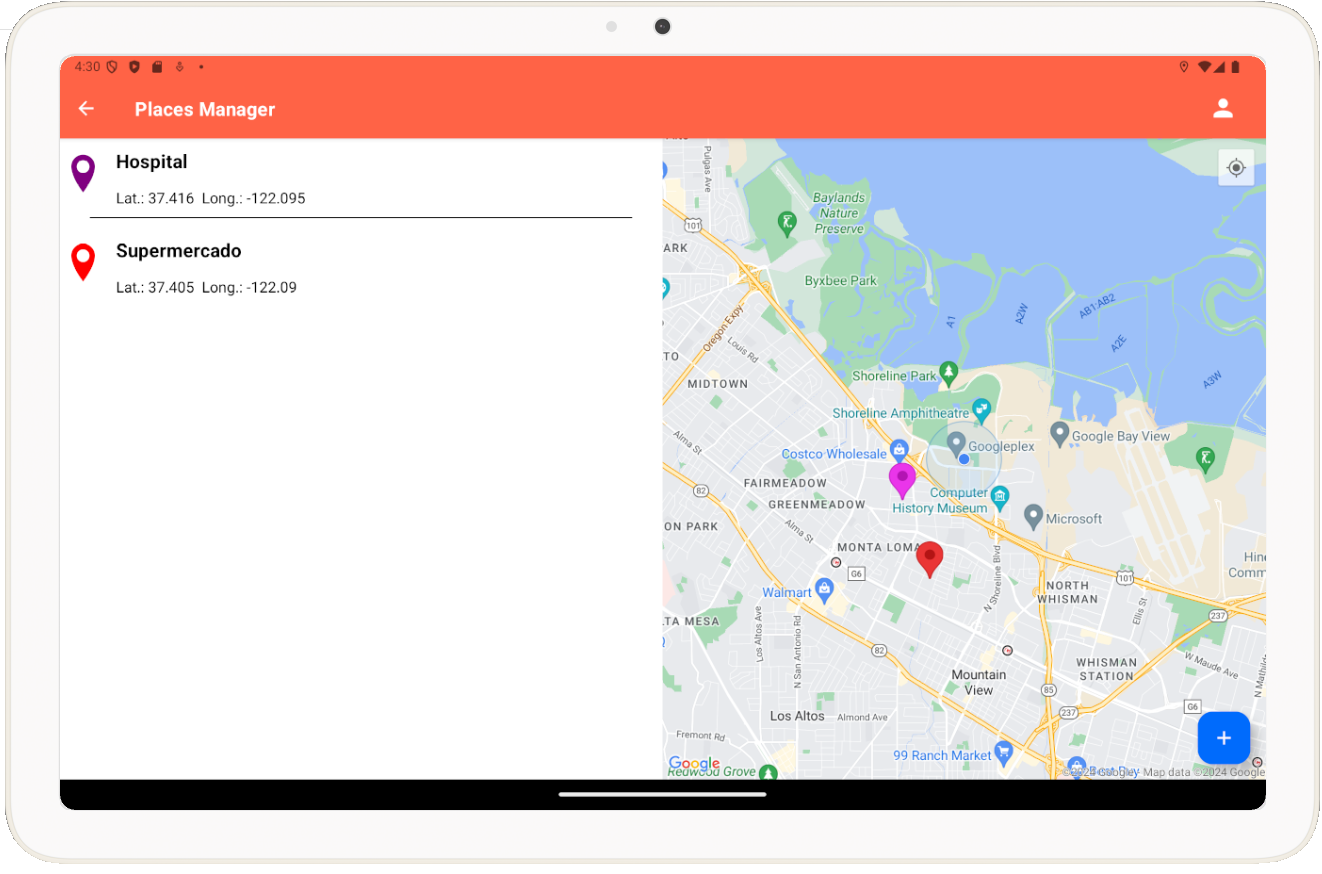 4:30
Places Manager
Hospital
Lat.: 37.416 Long.: -122.095
Supermercado
Lat.: 37.405 Long.: -122.09
Pulgas Ave
101
Baylands
Nature
Preserve
ARK
Byxbee Park
Oregon Expy
Louis Rd
A1
A2W
AB1-AB2
A2E
A3W
TO
MIDTOWN
Shoreline Park
Shoreline Amphitheatre
Alma St
Costco Wholesale
Googleplex
Google Bay View
82
FAIRMEADOW
GREENMEADOW
Computer
History Museum
Microsoft
ON PARK
Alma St
MONTA LOMA
G6
N Shoreline Blvd
101
Hine
Comm
Walmart
NORTH
WHISMAN
Ellis St
237
LTA MESA
Los Altos Ave
N San Antonio Rd
82
WHISMAN
STATION
W Maude Ave
N Mathilda
Mountain
View
85
G6
237
Los Altos
Almond Ave
Fremont Rd
99 Ranch Market
Google
Redwood Grove
Best Buy
©2024 Google
Map data ©2024 Google